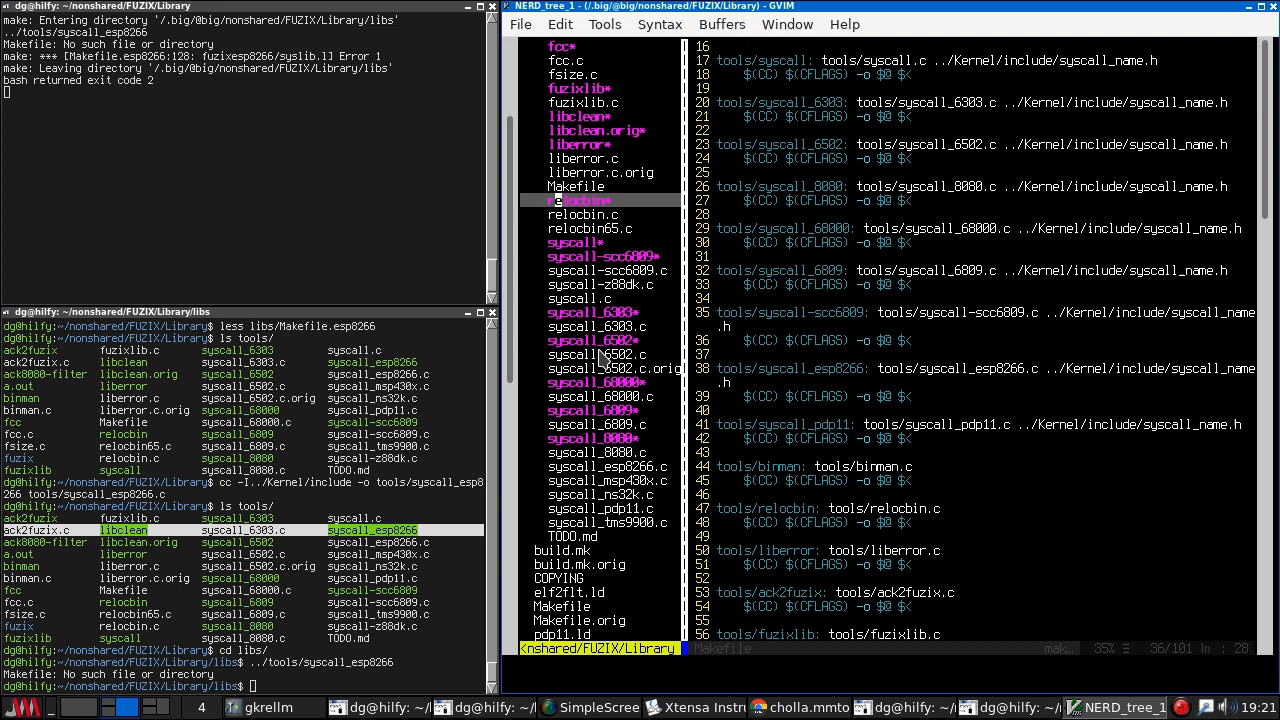 dg@hilfy: ~/nonshared/FUZIX/Library
make: Entering directory '/.big/@big/nonshared/FUZIX/Library/libs'
../tools/syscall_esp8266
Makefile: No such file or directory
make: *** [Makefile.esp8266:128: fuzixesp8266/syslib.l] Error 1
make: Leaving directory '/.big/@big/nonshared/FUZIX/Library/libs'
bash returned exit code 2
dg@hilfy: ~/nonshared/FUZIX/Library/libs
dg@hilfy:~/nonshared/FUZIX/Library$ less libs/Makefile.esp8266
dg@hilfy:~/nonshared/FUZIX/Library$ ls tools/
ack2fuzix fuzixlib.c syscall_6303 syscall.c
ack2fuzix.c libclean syscall_6303.c syscall_esp8266
ack8080-filter libclean.orig syscall_6502 syscall_esp8266.c
a.out liberror syscall_6502.c syscall_msp430x.c
binman liberror.c syscall_6502.c.orig syscall_ns32k.c
binman.c liberror.c.orig syscall_68000 syscall_pdp11.c
fcc Makefile syscall_68000.c syscall-scc6809
fcc.c relocbin syscall_6809 syscall-scc6809.c
fsize.c relocbin65.c syscall_6809.c syscall_tms9900.c
fuzix relocbin.c syscall_8080 syscall-z88dk.c
fuzixlib syscall syscall_8080.c TODO.md
dg@hilfy:~/nonshared/FUZIX/Library$ cc -I../Kernel/include -o tools/syscall_esp8
266 tools/syscall_esp8266.c
dg@hilfy:~/nonshared/FUZIX/Library$ ls tools/
ack2fuzix fuzixlib.c syscall_6303 syscall.c
ack2fuzix.c libclean syscall_6303.c syscall_esp8266
ack8080-filter libclean.orig syscall_6502 syscall_esp8266.c
a.out liberror syscall_6502.c syscall_msp430x.c
binman liberror.c syscall_6502.c.orig syscall_ns32k.c
binman.c liberror.c.orig syscall_68000 syscall_pdp11.c
fcc Makefile syscall_68000.c syscall-scc6809
fcc.c relocbin syscall_6809 syscall-scc6809.c
fsize.c relocbin65.c syscall_6809.c syscall_tms9900.c
fuzix relocbin.c syscall_8080 syscall-z88dk.c
fuzixlib syscall syscall_8080.c TODO.md
dg@hilfy:~/nonshared/FUZIX/Library$ cd libs/
dg@hilfy:~/nonshared/FUZIX/Library/libs$ ../tools/syscall_esp8266
Makefile: No such file or directory
dg@hilfy:~/nonshared/FUZIX/Library/libs$
NERD_tree_1 - (/.big/@big/nonshared/FUZIX/Library) - GVIM
File Edit Tools Syntax Buffers Window Help
fcc*
fcc.c
fsize.c
fuzixlib*
fuzixlib.c
libclean*
libclean.orig*
liberror*
liberror.c
liberror.c.orig
Makefile
relocbin*
relocbin.c
relocbin65.c
syscall*
syscall-scc6809*
syscall-scc6809.c
syscall-z88dk.c
syscall.c
syscall_6303*
syscall_6303.c
syscall_6502*
syscall_6502.c
syscall_6502.c.orig
syscall_68000*
syscall_68000.c
syscall_6809*
syscall_6809.c
syscall_8080*
syscall_8080.c
syscall_esp8266.c
syscall_msp430x.c
syscall_ns32k.c
syscall_pdp11.c
syscall_tms9900.c
TODO.md
build.mk
build.mk.orig
COPYING
elf2flt.ld
Makefile
Makefile.orig
pdp11.ld
<nshared/FUZIX/Library
16
17 tools/syscall: tools/syscall.c ../Kernel/include/syscall_name.h
18 $(CC) $(CFLAGS) -o $@ $<
19
20 tools/syscall_6303: tools/syscall_6303.c ../Kernel/include/syscall_name.h
21 $(CC) $(CFLAGS) -o $@ $<
22
23 tools/syscall_6502: tools/syscall_6502.c ../Kernel/include/syscall_name.h
24 $(CC) $(CFLAGS) -o $@ $<
25
26 tools/syscall_8080: tools/syscall_8080.c ../Kernel/include/syscall_name.h
27 $(CC) $(CFLAGS) -o $@ $<
28
29 tools/syscall_68000: tools/syscall_68000.c ../Kernel/include/syscall_name.h
30 $(CC) $(CFLAGS) -o $@ $<
31
32 tools/syscall_6809: tools/syscall_6809.c ../Kernel/include/syscall_name.h
33 $(CC) $(CFLAGS) -o $@ $<
34
35 tools/syscall-scc6809: tools/syscall-scc6809.c ../Kernel/include/syscall_name
.h
36 $(CC) $(CFLAGS) -o $@ $<
37
38 tools/syscall_esp8266: tools/syscall_esp8266.c ../Kernel/include/syscall_name
.h
39 $(CC) $(CFLAGS) -o $@ $<
40
41 tools/syscall_pdp11: tools/syscall_pdp11.c ../Kernel/include/syscall_name.h
42 $(CC) $(CFLAGS) -o $@ $<
43
44 tools/binman: tools/binman.c
45 $(CC) $(CFLAGS) -o $@ $<
46
47 tools/relocbin: tools/relocbin.c
48 $(CC) $(CFLAGS) -o $@ $<
49
50 tools/liberror: tools/liberror.c
51 $(CC) $(CFLAGS) -o $@ $<
52
53 tools/ack2fuzix: tools/ack2fuzix.c
54 $(CC) $(CFLAGS) -o $@ $<
55
56 tools/fuzixlib: tools/fuzixlib.c
Makefile mak… 35% ☰ 36/101 ln : 28
4 gkrellm dg@hilfy: ~/ dg@hilfy: ~/ SimpleScree Xtensa Instr cholla.mmto dg@hilfy: ~/ dg@hilfy: ~/ NERD_tree_1 19:21